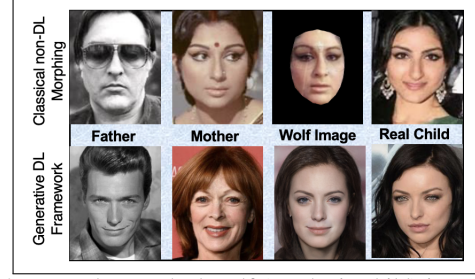 Classical non-DL
Morphing
Father
Mother
Wolf Image
Real Child
Generative DL
Framework